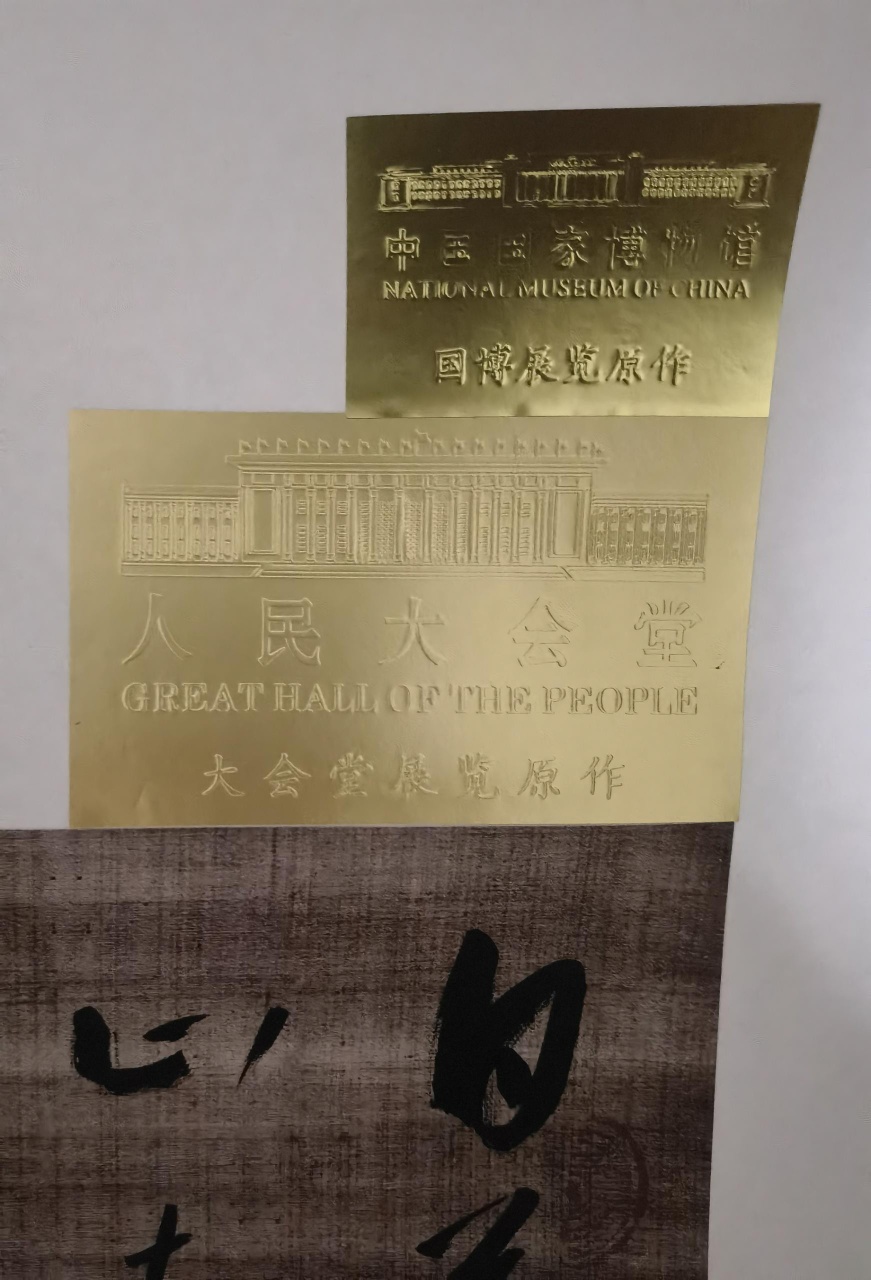 中国国家博物馆
NATIONAL MUSEUM OF CHINA
国博展览原作
人民大会堂
GREAT HALL OF THE PEOPLE
大会堂展览原作
日